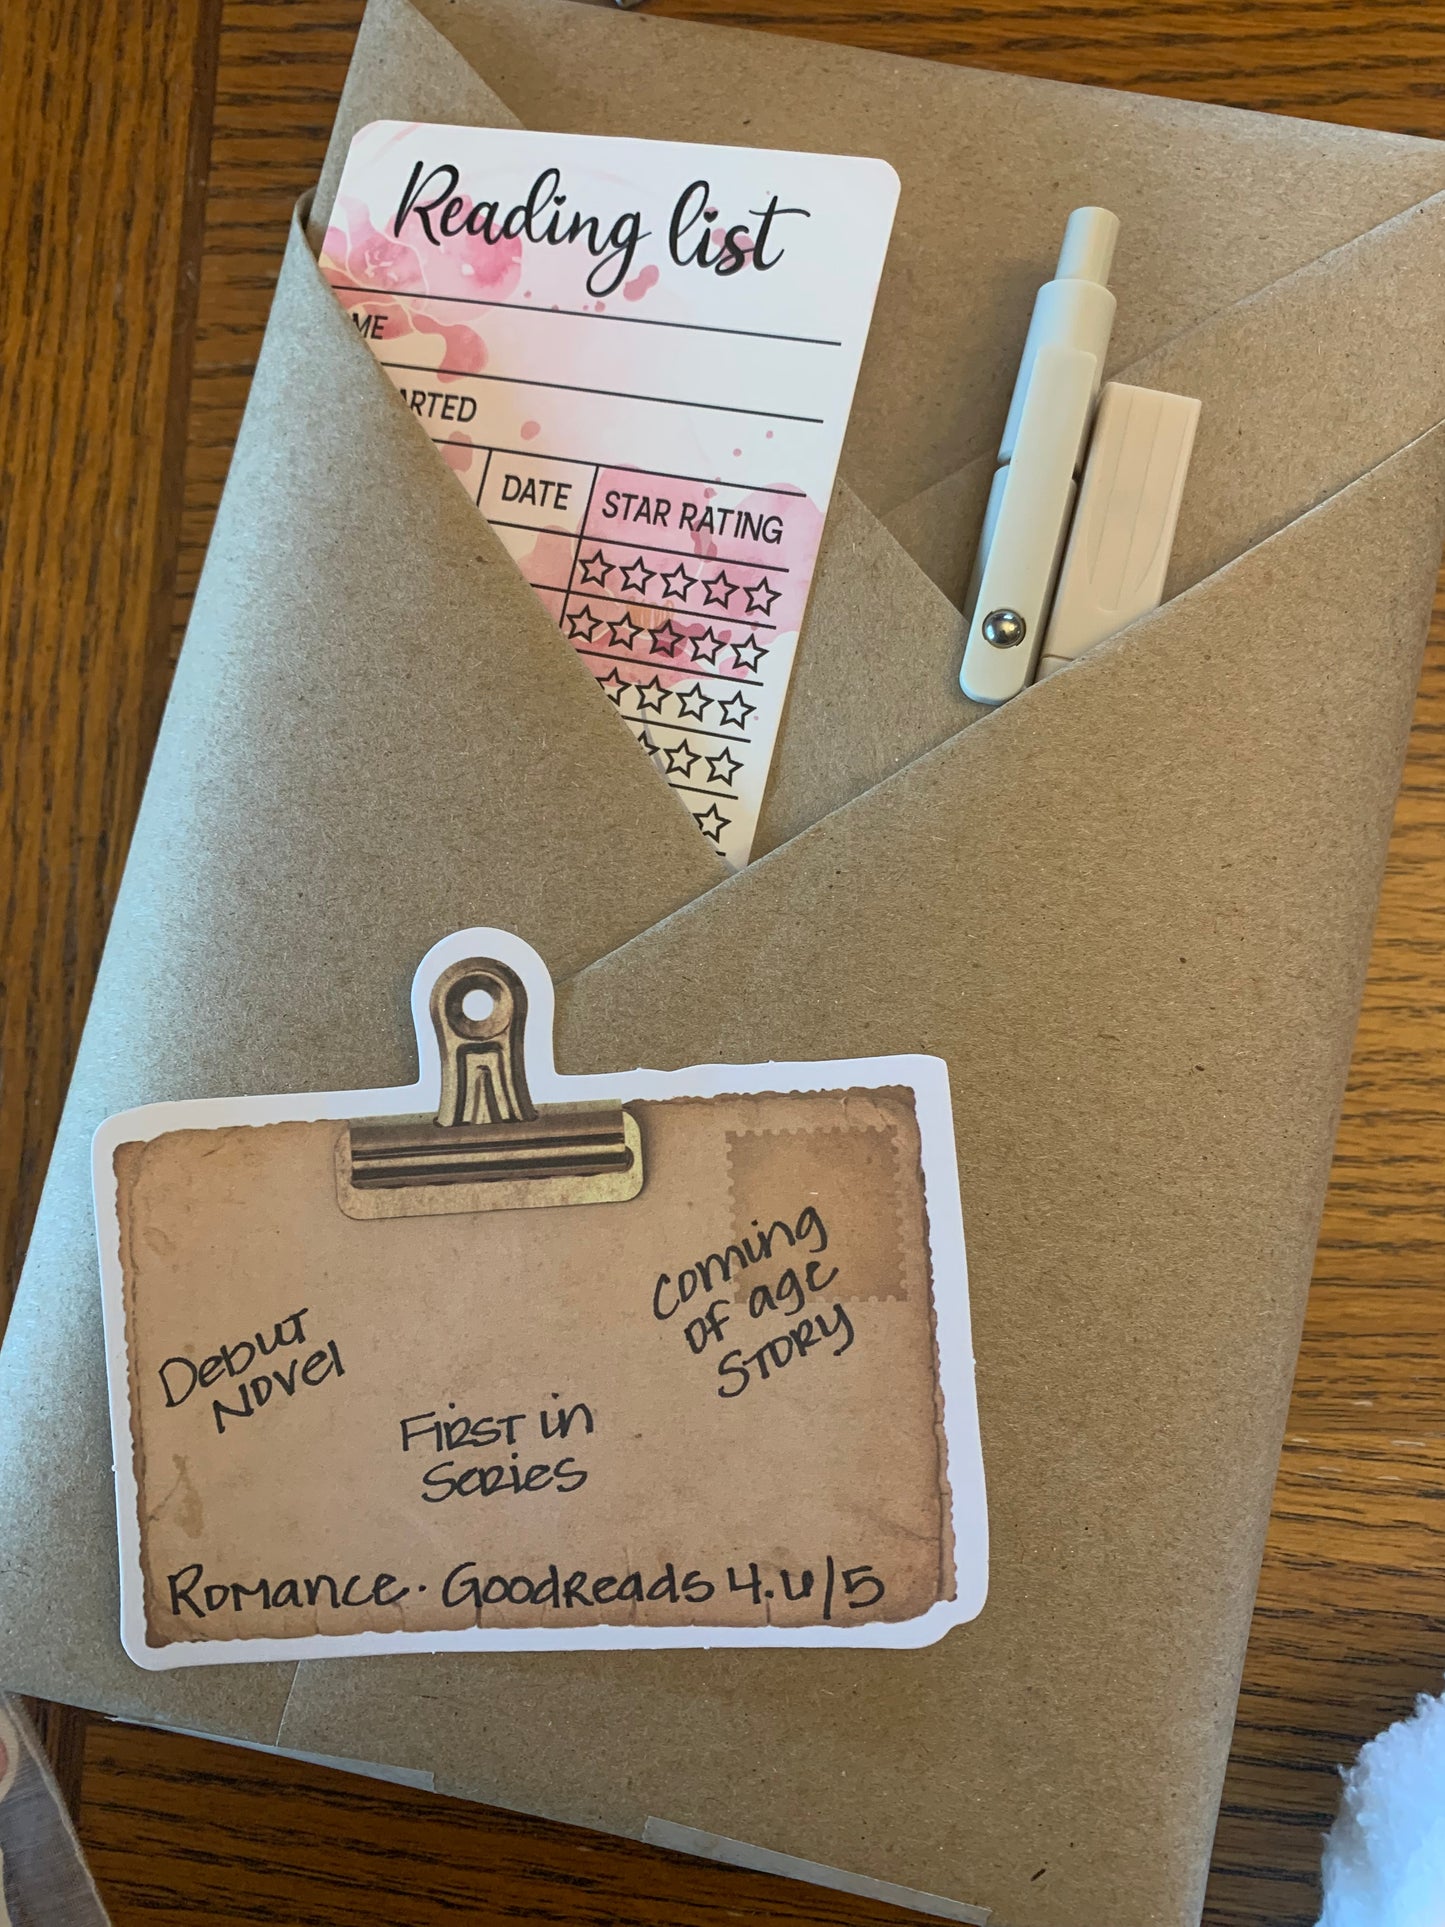 Reading list
ME
ARTED
DATE STAR RATING
Debut
Novel
Coming
of age
Story
First in
Series
Romance. GoodReads 4.6/5